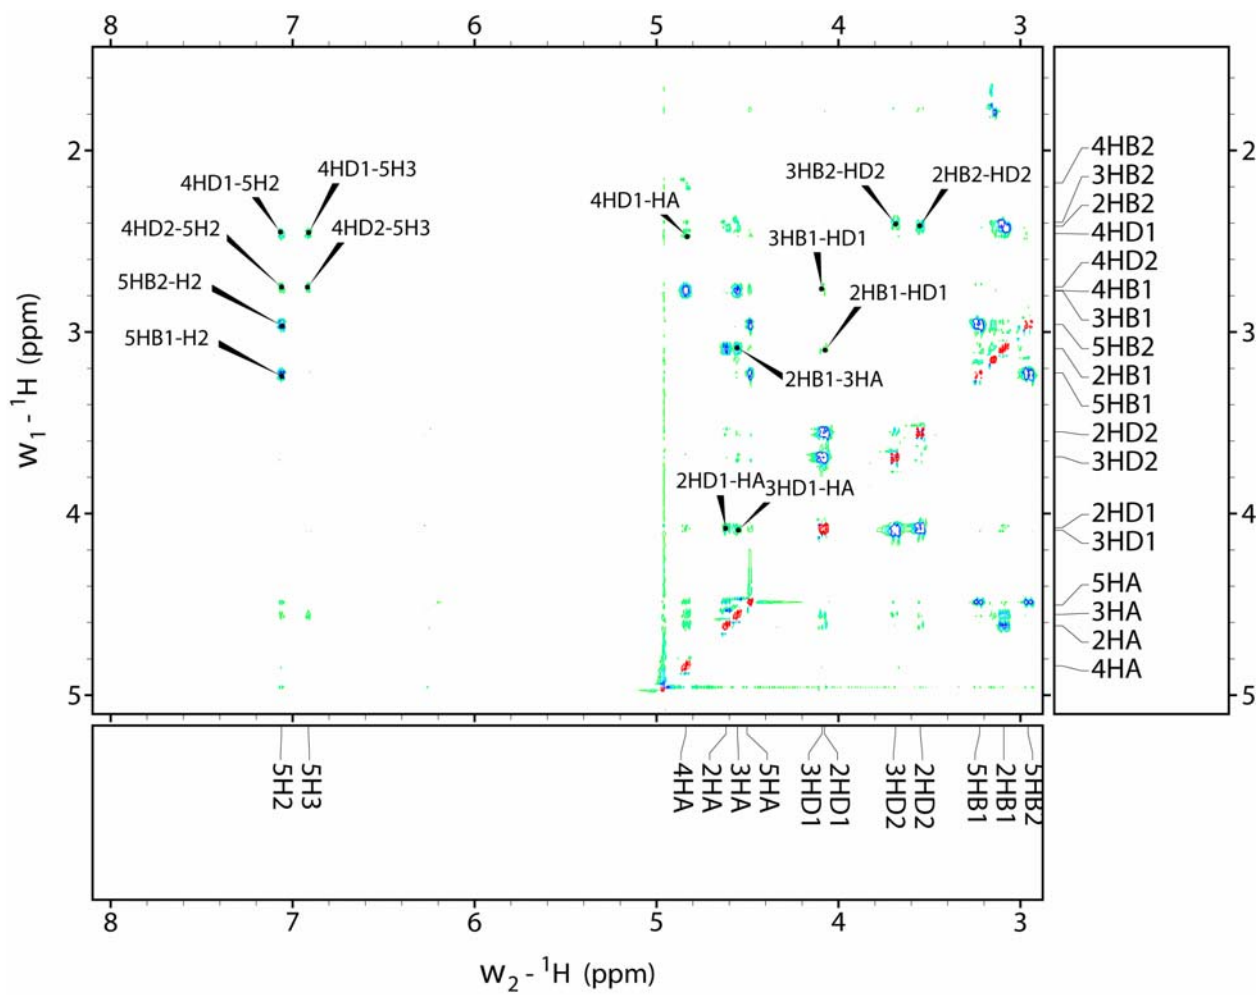 8 7 6 5 4 3
4HD1-5H3
4HD1-5H2
3HB2-HD2
2HB2-HD2
4HD1-HA
4HD2-5H2
4HD2-5H3
3HB1-HD1
5HB2-H2
2HB1-HD1
5HB1-H2
2HB1-3HA
2HD1-HA
3HD1-HA
2
3
4
5
w1 - 1H (ppm)
4HB2
3HB2
2HB2
4HD1
4HD2
4HB1
3HB1
5HB2
2HB1
5HB1
2HD2
3HD2
2HD1
3HD1
5HA
3HA
2HA
4HA
2
3
4
5
5H2
5H3
4HA
2HA
3HA
5HA
3HD1
2HD1
3HD2
2HD2
5HB1
2HB1
5HB2
8 7 6 5 4 3
w2 - 1H (ppm)